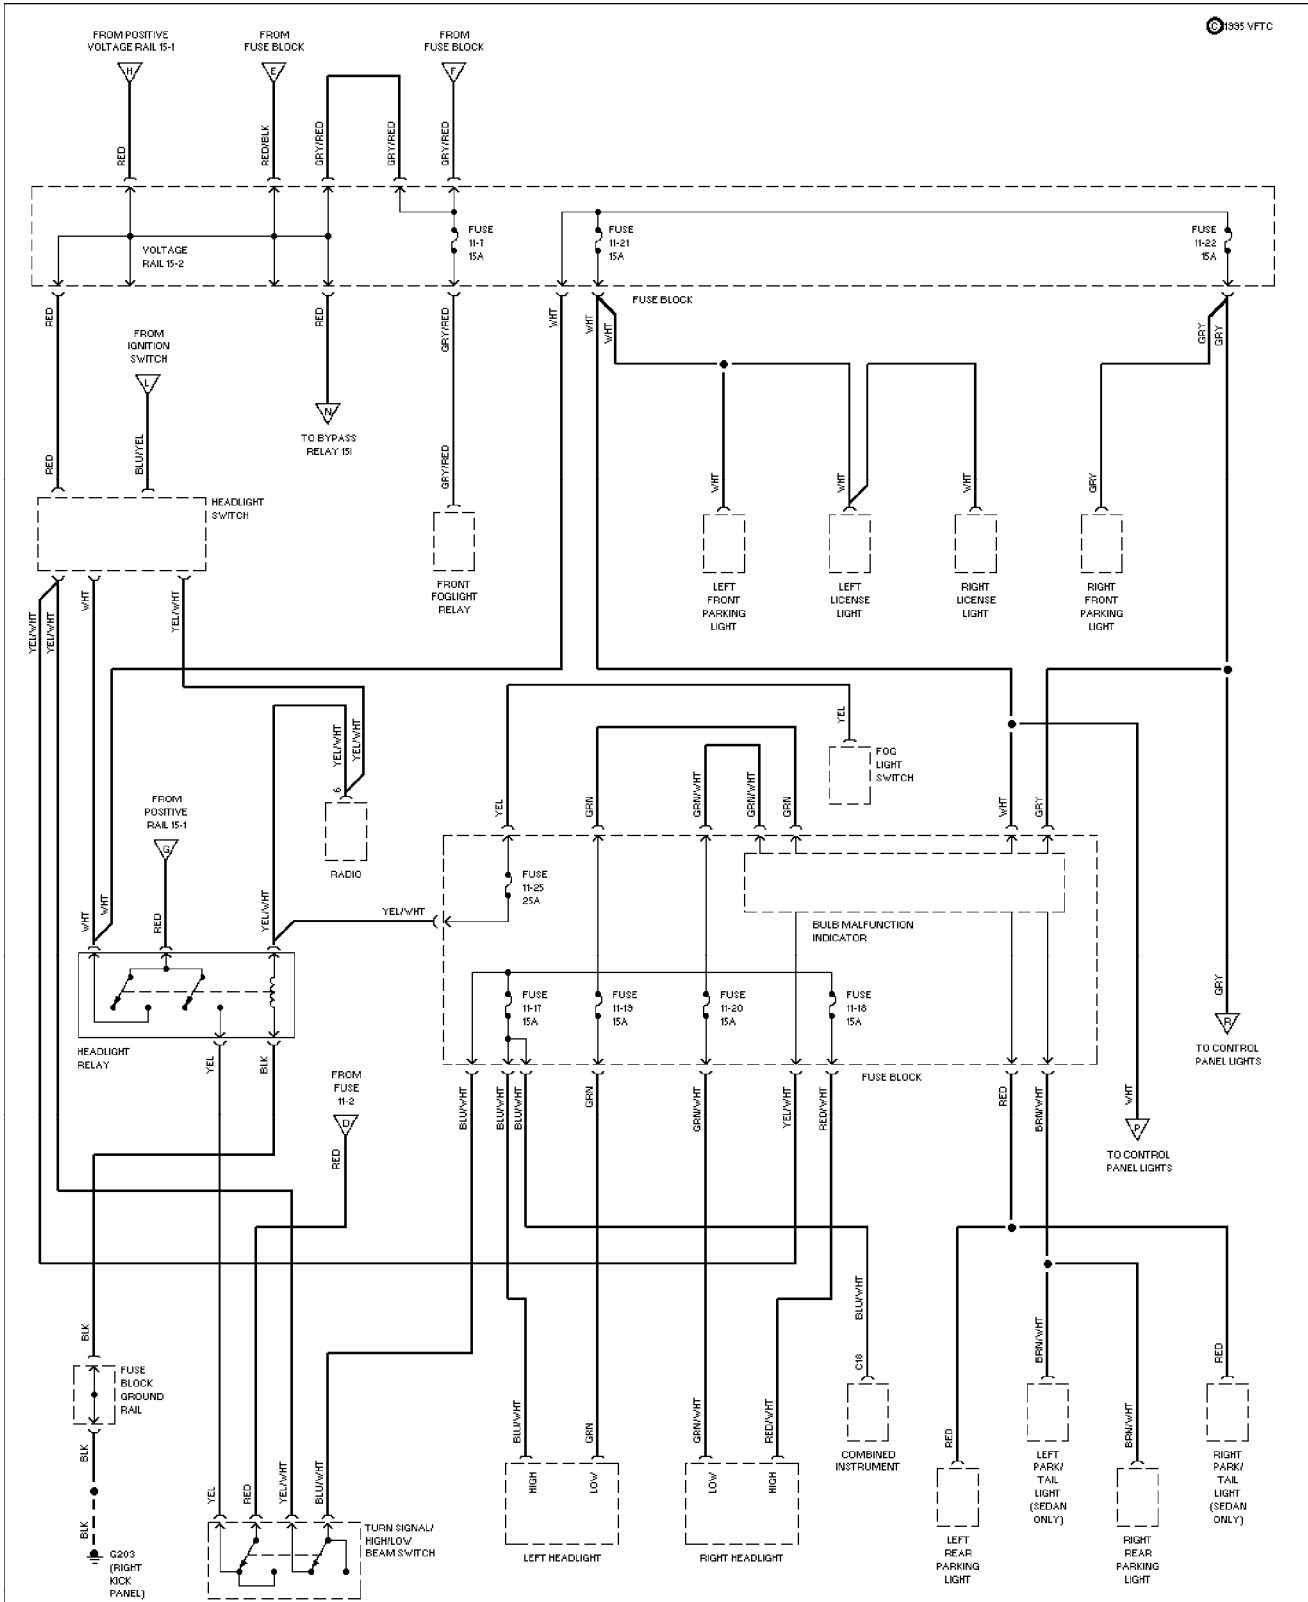 © 1995 VFTC
FROM POSITIVE
VOLTAGE RAIL 15-1
H
FROM
FUSE BLOCK
E
FROM
FUSE BLOCK
F
RED
RED/BLK
GRY/RED
GRY/RED
GRY/RED
VOLTAGE
RAIL 15-2
FUSE
11-7
15A
FUSE
11-21
15A
FUSE
11-22
15A
FUSE BLOCK
RED
RED
GRY/RED
WHT
WHT
GRY
GRY
FROM
IGNITION
SWITCH
L
N
TO BYPASS
RELAY 151
RED
BLU/YEL
GRY/RED
WHT
WHT
WHT
GRY
HEADLIGHT
SWITCH
FRONT
FOGLIGHT
RELAY
LEFT
FRONT
PARKING
LIGHT
LEFT
LICENSE
LIGHT
RIGHT
LICENSE
LIGHT
RIGHT
FRONT
PARKING
LIGHT
YEL/WHT
YEL/WHT
WHT
YEL/WHT
YEL/WHT
YEL/WHT
6
RADIO
YEL
FOG
LIGHT
SWITCH
YEL
GRN
GRN/WHT
GRN/WHT
GRN
WHT
GRY
FROM
POSITIVE
RAIL 15-1
G
WHT
WHT
RED
YEL/WHT
YEL/WHT
FUSE
11-25
25A
BULB MALFUNCTION
INDICATOR
FUSE
11-17
15A
FUSE
11-19
15A
FUSE
11-20
15A
FUSE
11-18
15A
GRY
R
TO CONTROL
PANEL LIGHTS
HEADLIGHT
RELAY
YEL
BLK
FUSE BLOCK
FROM
FUSE
11-2
D
RED
BLU/WHT
BLU/WHT
BLU/WHT
GRN
GRN/WHT
YEL/WHT
RED/WHT
RED
BRN/WHT
WHT
P
TO CONTROL
PANEL LIGHTS
BLK
FUSE
BLOCK
GROUND
RAIL
BLK
BLK
G203
(RIGHT
KICK
PANEL)
YEL
RED
YEL/WHT
BLU/WHT
TURN SIGNAL/
HIGH/LOW
BEAM SWITCH
BLU/WHT
GRN
HIGH
LOW
LEFT HEADLIGHT
GRN/WHT
RED/WHT
LOW
HIGH
RIGHT HEADLIGHT
BLU/WHT
C18
COMBINED
INSTRUMENT
RED
LEFT
REAR
PARKING
LIGHT
BRN/WHT
LEFT
PARK/
TAIL
LIGHT
(SEDAN
ONLY)
BRN/WHT
RIGHT
REAR
PARKING
LIGHT
RED
RIGHT
PARK/
TAIL
LIGHT
(SEDAN
ONLY)